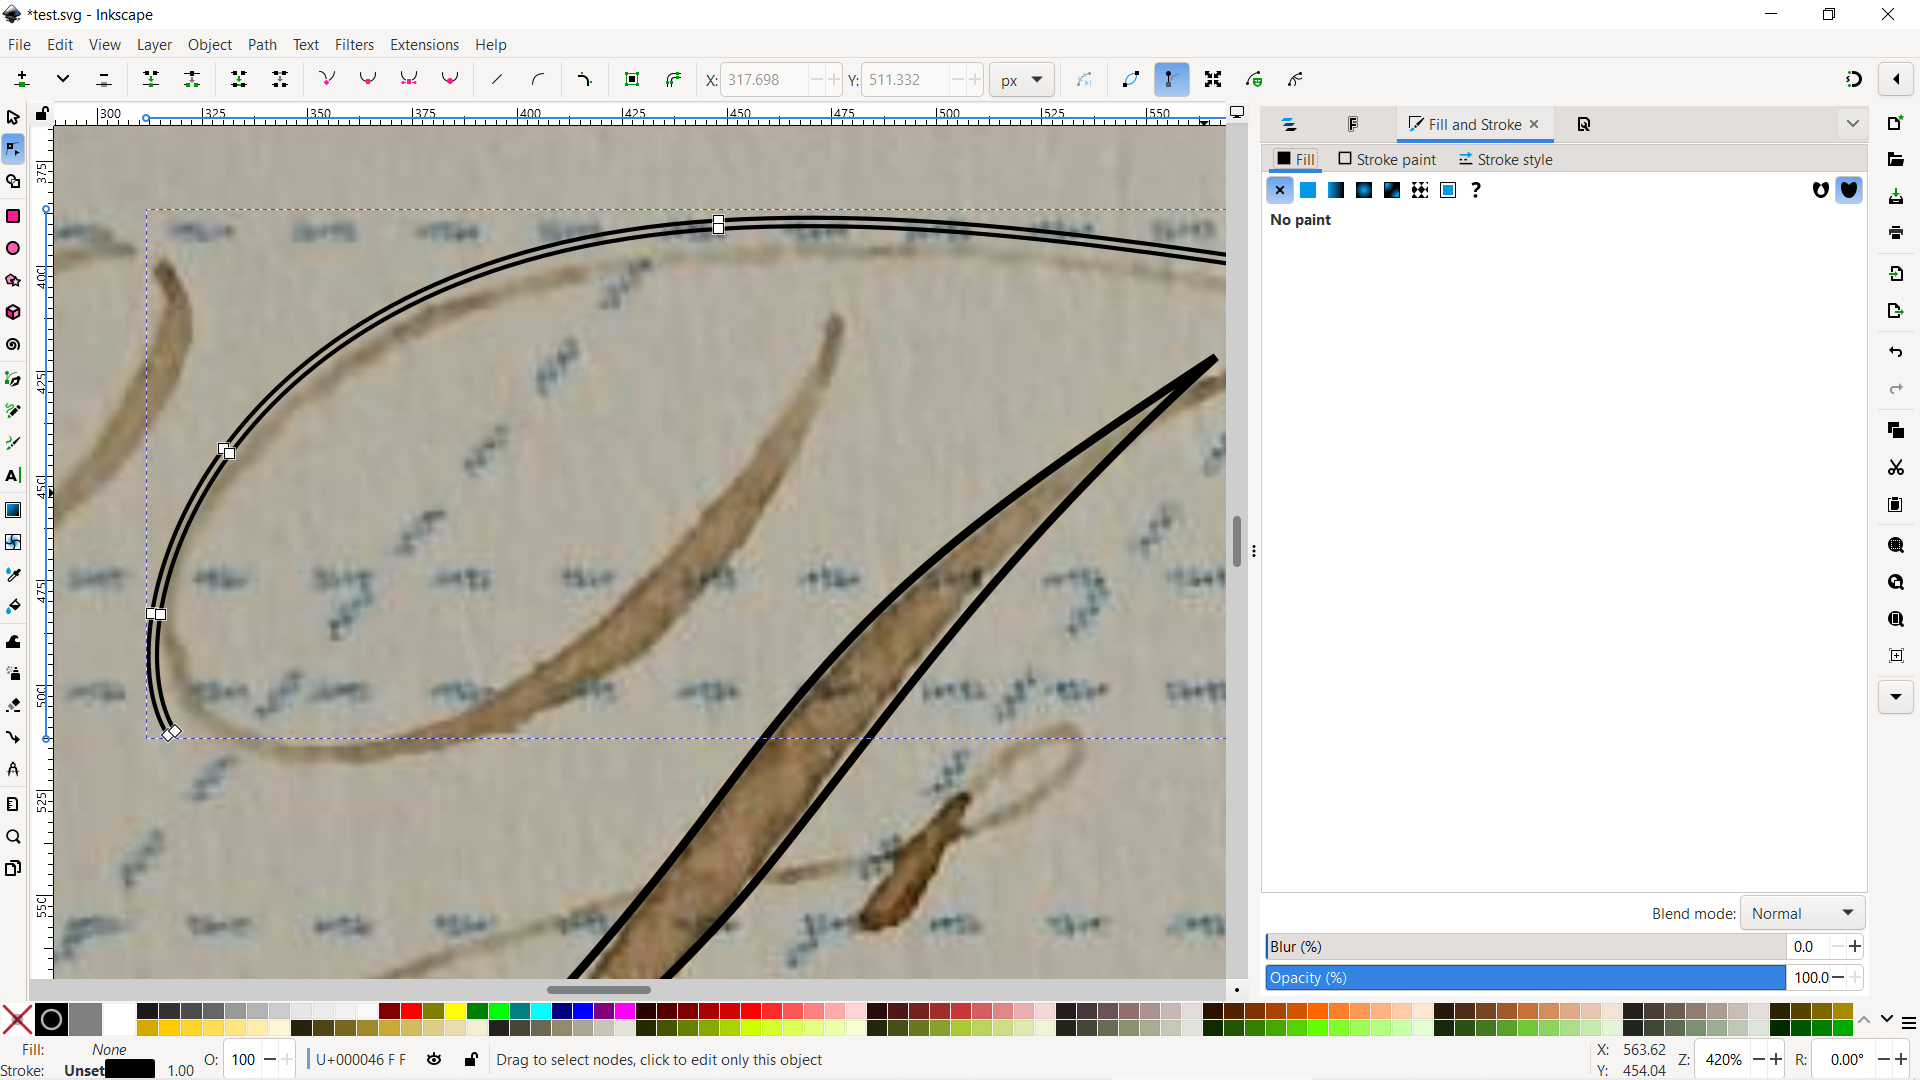 *test.svg - Inkscape
File Edit View Layer Object Path Text Filters Extensions Help
X: 317.698 Y: 511.332 px
300 325 350 375 400 425 450 475 500 525 550
375
400
425
450
475
500
525
550
Fill and Stroke
Fill Stroke paint Stroke style
?
No paint
Blend mode: Normal
Blur (%) 0.0
Opacity (%) 100.0
Fill: None
Stroke: Unset 1.00
O: 100
U+000046 F F
Drag to select nodes, click to edit only this object
X: 563.62
Y: 454.04
Z: 420%
R: 0.00°